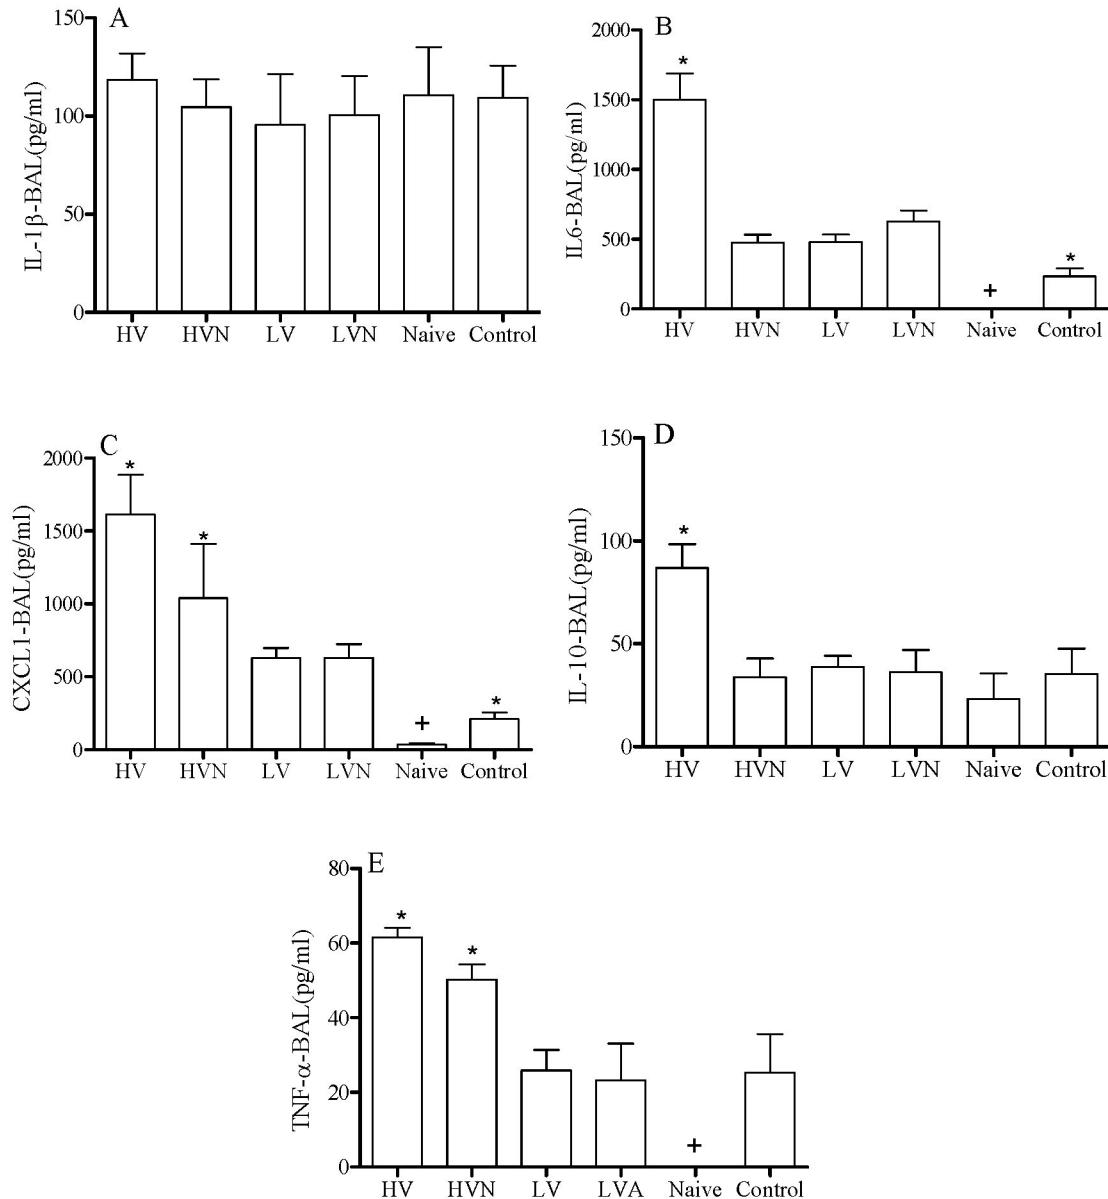 A
IL-1β-BAL(pg/ml)
150
100
50
0
HV HVN LV LVN Naive Control
B
IL6-BAL(pg/ml)
2000
1500
1000
500
0
* + *
HV HVN LV LVN Naive Control
C
CXCL1-BAL(pg/ml)
2000
1500
1000
500
0
* * + *
HV HVN LV LVN Naive Control
D
IL-10-BAL(pg/ml)
150
100
50
0
*
HV HVN LV LVN Naive Control
E
TNF-α-BAL(pg/ml)
80
60
40
20
0
* * +
HV HVN LV LVA Naive Control